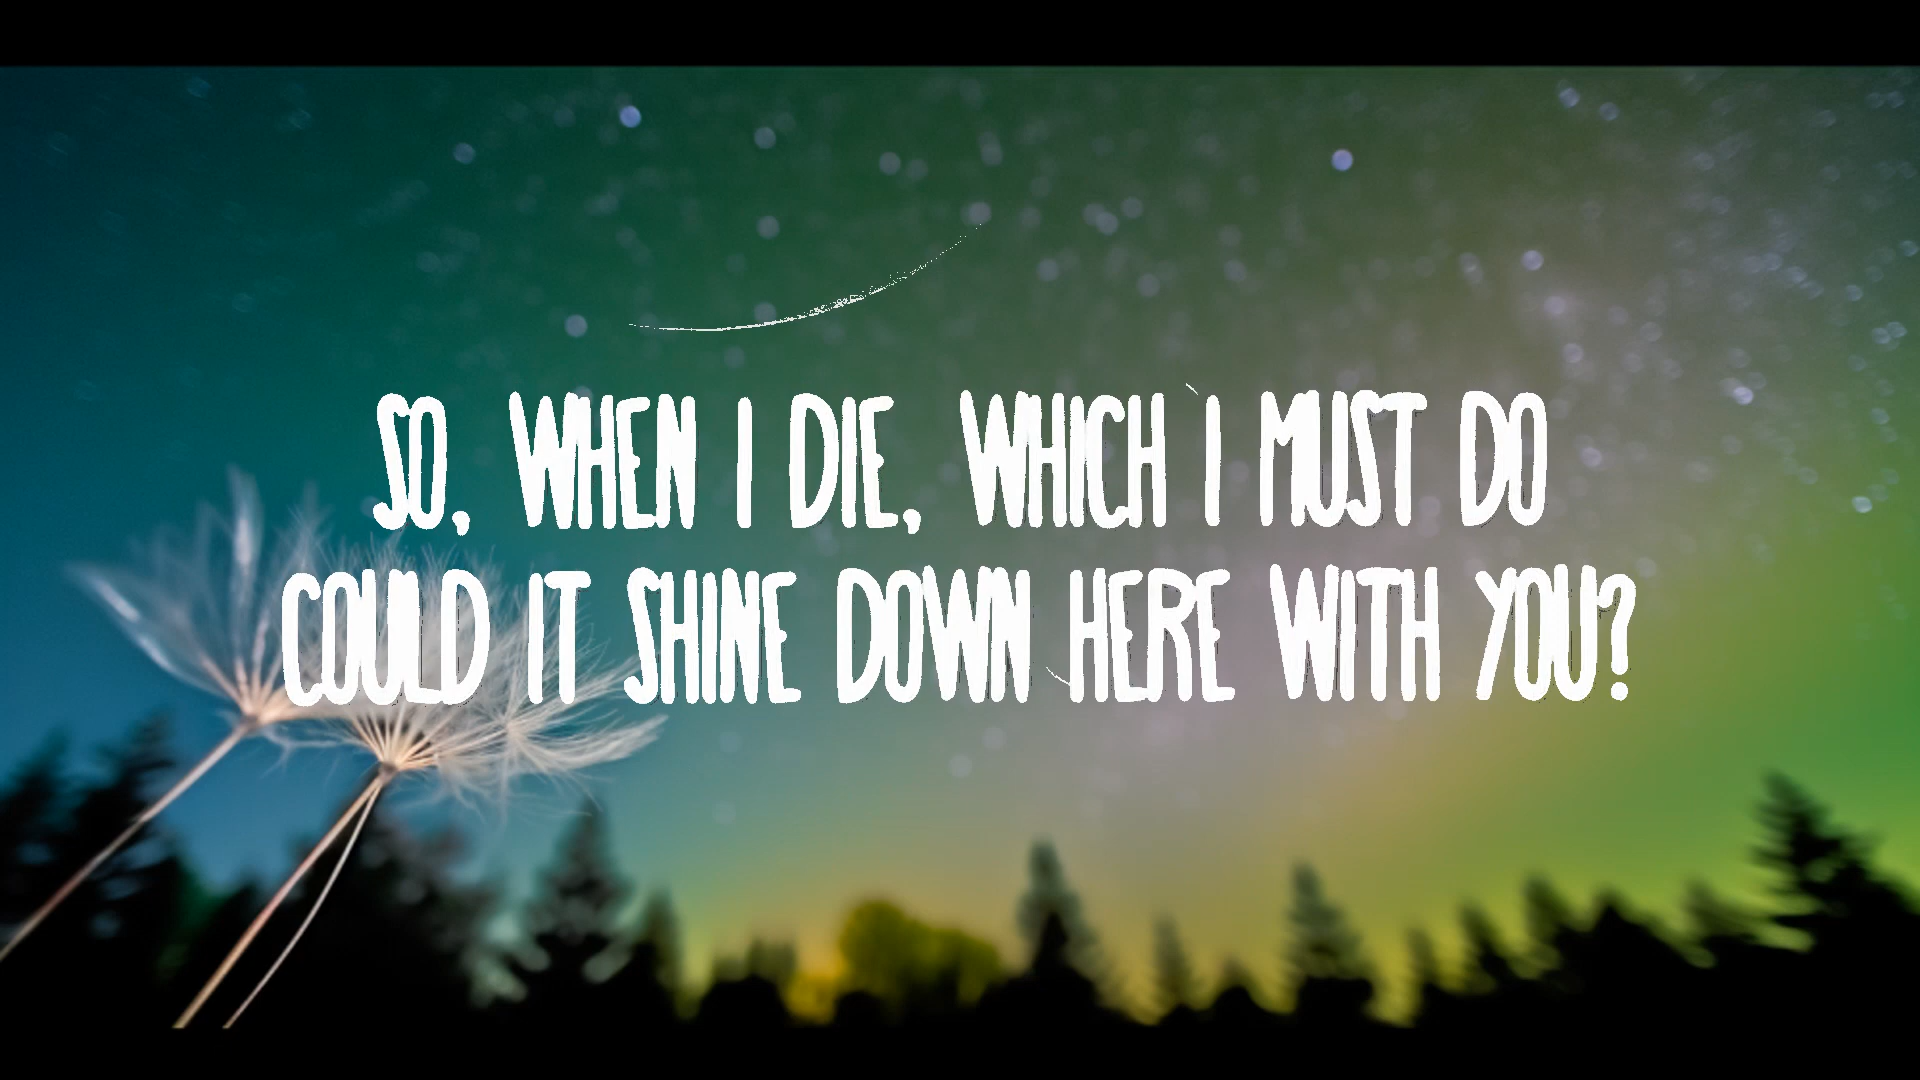 SO, WHEN I DIE, WHICH I MUST DO
COULD IT SHINE DOWN HERE WITH YOU?